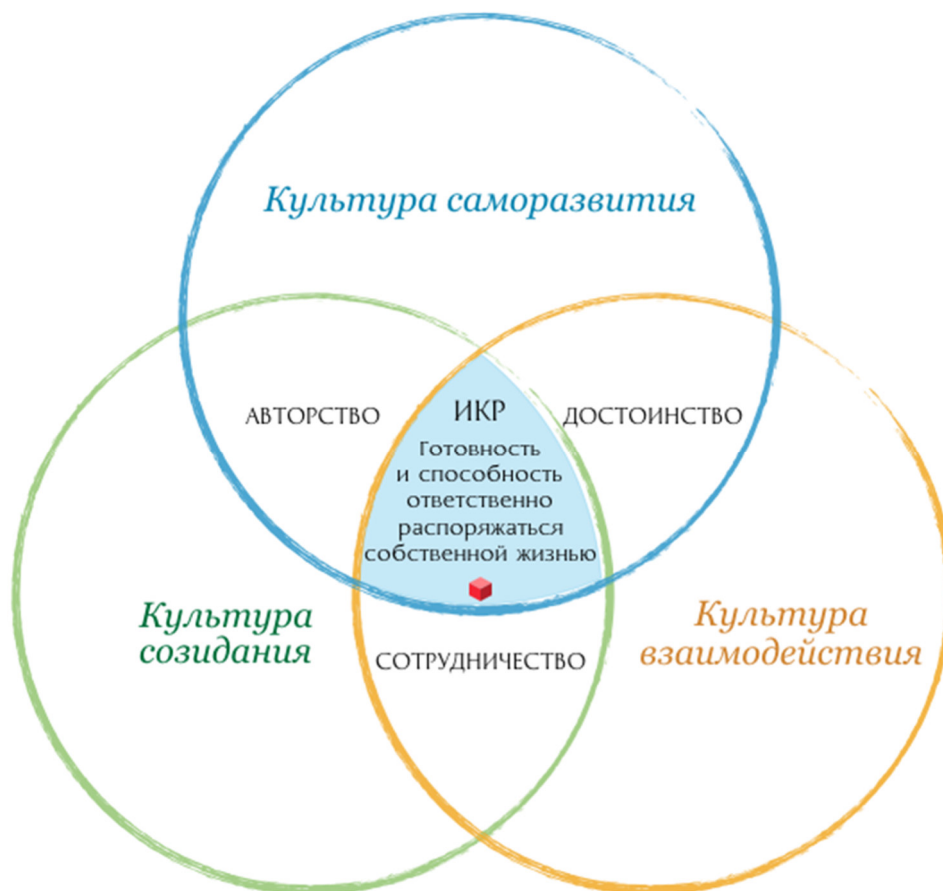 Культура саморазвития
АВТОРСТВО
ИКР
ДОСТОИНСТВО
Готовность
и способность
ответственно
распоряжаться
собственной жизнью
Культура
созидания
Культура
взаимодействия
СОТРУДНИЧЕСТВО